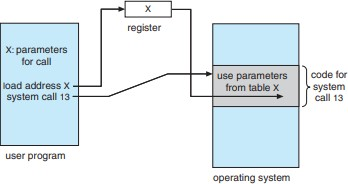 X
register
X: parameters
for call
load address X
system call 13
user program
use parameters
from table X
code for
system
call 13
operating system